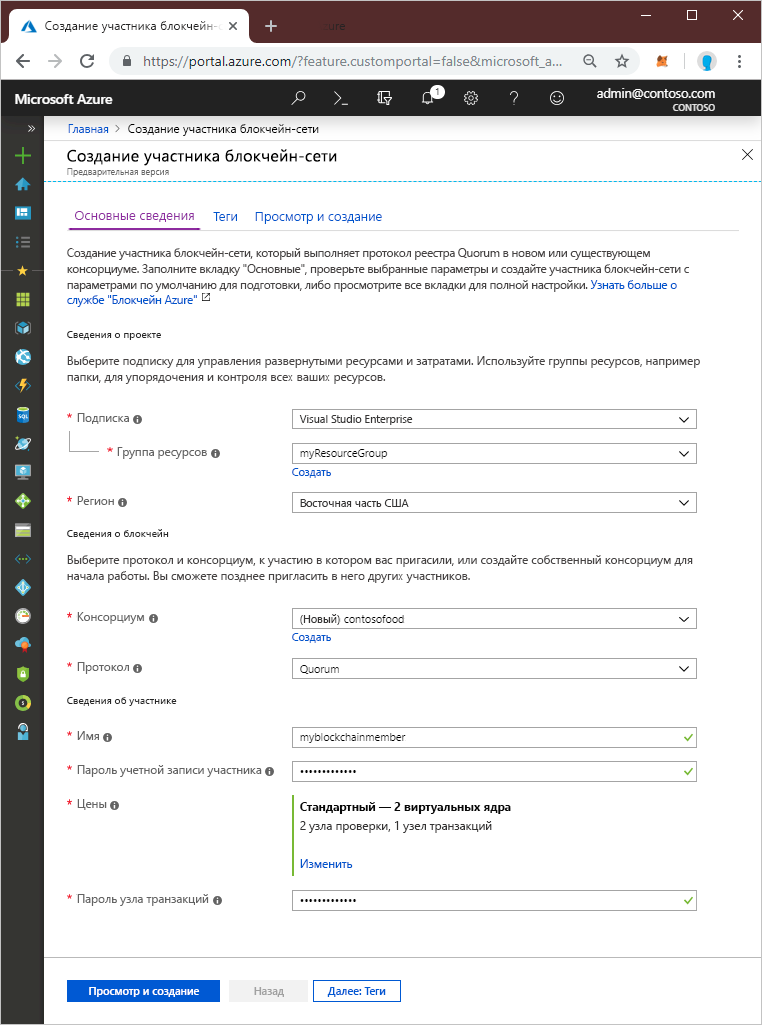 Создание участника блокчейн-с
https://portal.azure.com/?feature.customportal=false&microsoft_a...
Microsoft Azure
1
admin@contoso.com
CONTOSO
Главная > Создание участника блокчейн-сети
Создание участника блокчейн-сети
Предварительная версия
Основные сведения Теги Просмотр и создание
Создание участника блокчейн-сети, который выполняет протокол реестра Quorum в новом или существующем
консорциуме. Заполните вкладку "Основные", проверьте выбранные параметры и создайте участника блокчейн-сети с
параметрами по умолчанию для подготовки, либо просмотрите все вкладки для полной настройки. Узнать больше о
службе "Блокчейн Azure"
Сведения о проекте
Выберите подписку для управления развернутыми ресурсами и затратами. Используйте группы ресурсов, например
папки, для упорядочения и контроля всех ваших ресурсов.
* Подписка Visual Studio Enterprise
* Группа ресурсов myResourceGroup
Создать
* Регион Восточная часть США
Сведения о блокчейн
Выберите протокол и консорциум, к участию в котором вас пригасили, или создайте собственный консорциум для
начала работы. Вы сможете позднее пригласить в него других участников.
* Консорциум (Новый) contosofood
Создать
* Протокол Quorum
Сведения об участнике
* Имя myblockchainmember
* Пароль учетной записи участника •••••••••••••
* Цены Стандартный — 2 виртуальных ядра
2 узла проверки, 1 узел транзакций
Изменить
* Пароль узла транзакций •••••••••••••
Просмотр и создание Назад Далее: Теги